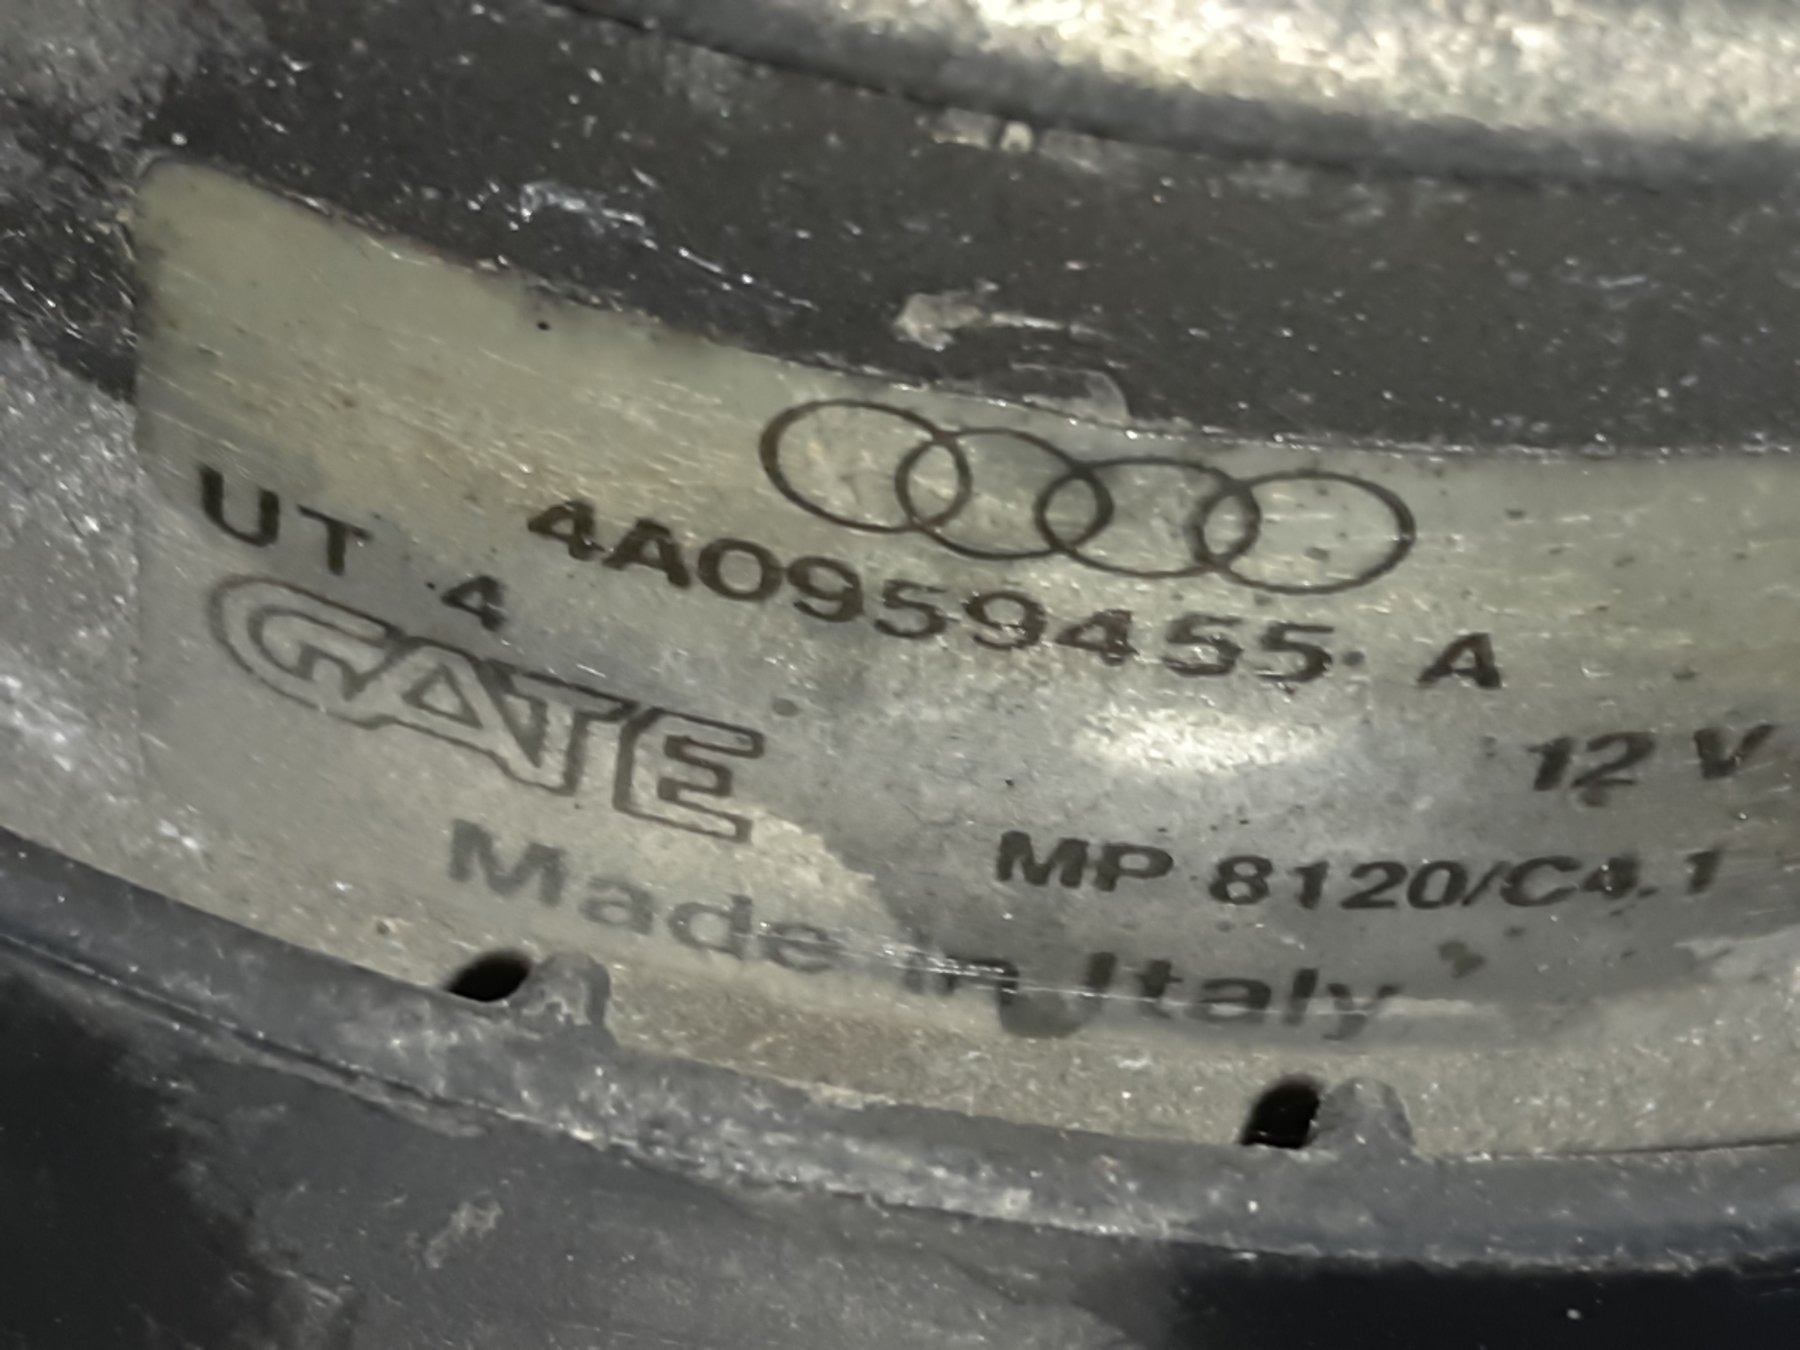 UT 4
4A0959455 A
GATE
12 V
MP 8120/C4.1
Made in Italy